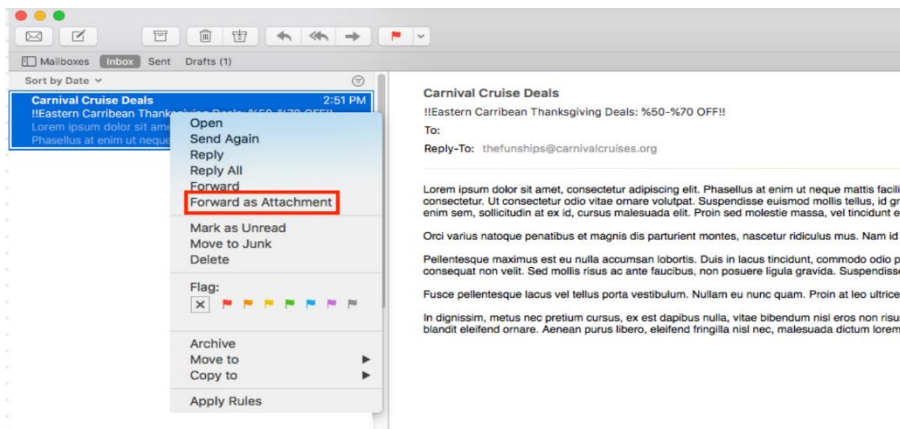 Mailboxes Inbox Sent Drafts (1)
Sort by Date
Carnival Cruise Deals 2:51 PM
!!Eastern Carribean Thanksgiving Deals: %50-%70 OFF!!
Lorem ipsum dolor sit ame
Phasellus at enim ut neque
Open
Send Again
Reply
Reply All
Forward
Forward as Attachment
Mark as Unread
Move to Junk
Delete
Flag:
Archive
Move to
Copy to
Apply Rules
Carnival Cruise Deals
!!Eastern Carribean Thanksgiving Deals: %50-%70 OFF!!
To:
Reply-To: thefunships@carnivalcruises.org
Lorem ipsum dolor sit amet, consectetur adipiscing elit. Phasellus at enim ut neque mattis facili
consectetur. Ut consectetur odio vitae ornare volutpat. Suspendisse euismod mollis tellus, id gr
enim sem, sollicitudin at ex id, cursus malesuada elit. Proin sed molestie massa, vel tincidunt e
Orci varius natoque penatibus et magnis dis parturient montes, nascetur ridiculus mus. Nam id
Pellentesque maximus est eu nulla accumsan lobortis. Duis in lacus tincidunt, commodo odio p
consequat non velit. Sed mollis risus ac ante faucibus, non posuere ligula gravida. Suspendisse
Fusce pellentesque lacus vel tellus porta vestibulum. Nullam eu nunc quam. Proin at leo ultrice
In dignissim, metus nec pretium cursus, ex est dapibus nulla, vitae bibendum nisl eros non risu
blandit eleifend ornare. Aenean purus libero, eleifend fringilla nisl nec, malesuada dictum lorem